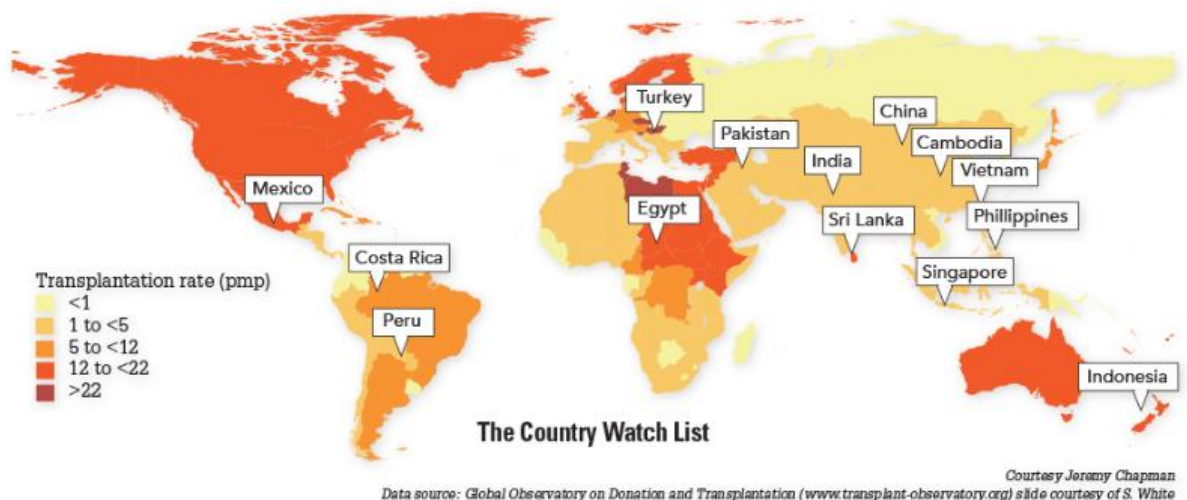 Turkey
China
Pakistan
Cambodia
India
Mexico
Vietnam
Egypt
Sri Lanka
Phillippines
Costa Rica
Singapore
Transplantation rate (pmp)
<1
1 to <5
Peru
5 to <12
12 to <22
>22
Indonesia
The Country Watch List
Courtesy Jeremy Chapman
Data source: Global Observatory on Donation and Transplantation (www.transplant-observatory.org) slide courtesy of S. White